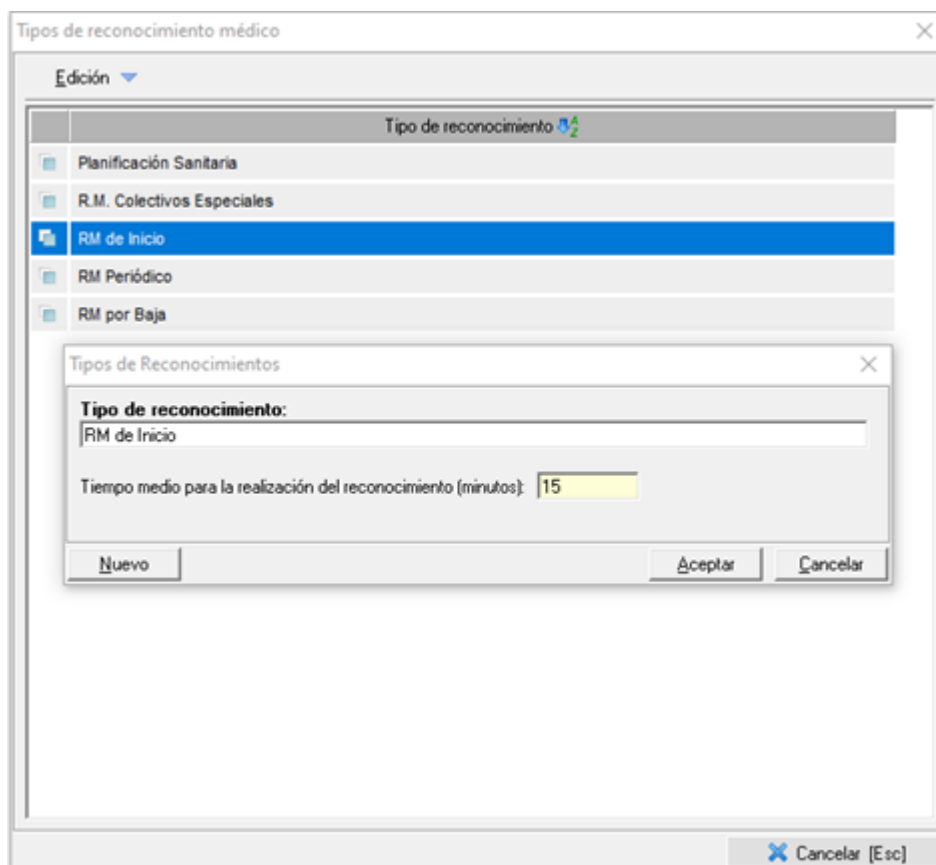 Tipos de reconocimiento médico
Edición
Tipo de reconocimiento
Planificación Sanitaria
R.M. Colectivos Especiales
RM de Inicio
RM Periódico
RM por Baja
Tipos de Reconocimientos
Tipo de reconocimiento:
RM de Inicio
Tiempo medio para la realización del reconocimiento (minutos): 15
Nuevo Aceptar Cancelar
Cancelar [Esc]